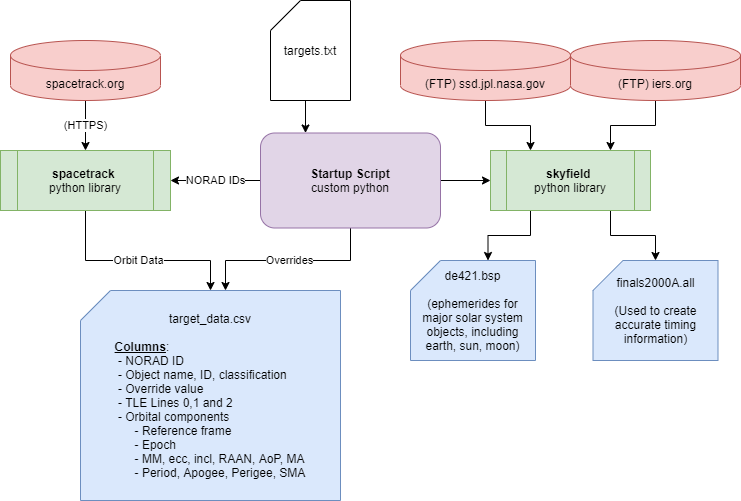 targets.txt
spacetrack.org
(FTP) ssd.jpl.nasa.gov
(FTP) iers.org
(HTTPS)
spacetrack
python library
NORAD IDs
Startup Script
custom python
skyfield
python library
Orbit Data
Overrides
target_data.csv
Columns:
- NORAD ID
- Object name, ID, classification
- Override value
- TLE Lines 0,1 and 2
- Orbital components
- Reference frame
- Epoch
- MM, ecc, incl, RAAN, AoP, MA
- Period, Apogee, Perigee, SMA
de421.bsp
(ephemerides for
major solar system
objects, including
earth, sun, moon)
finals2000A.all
(Used to create
accurate timing
information)